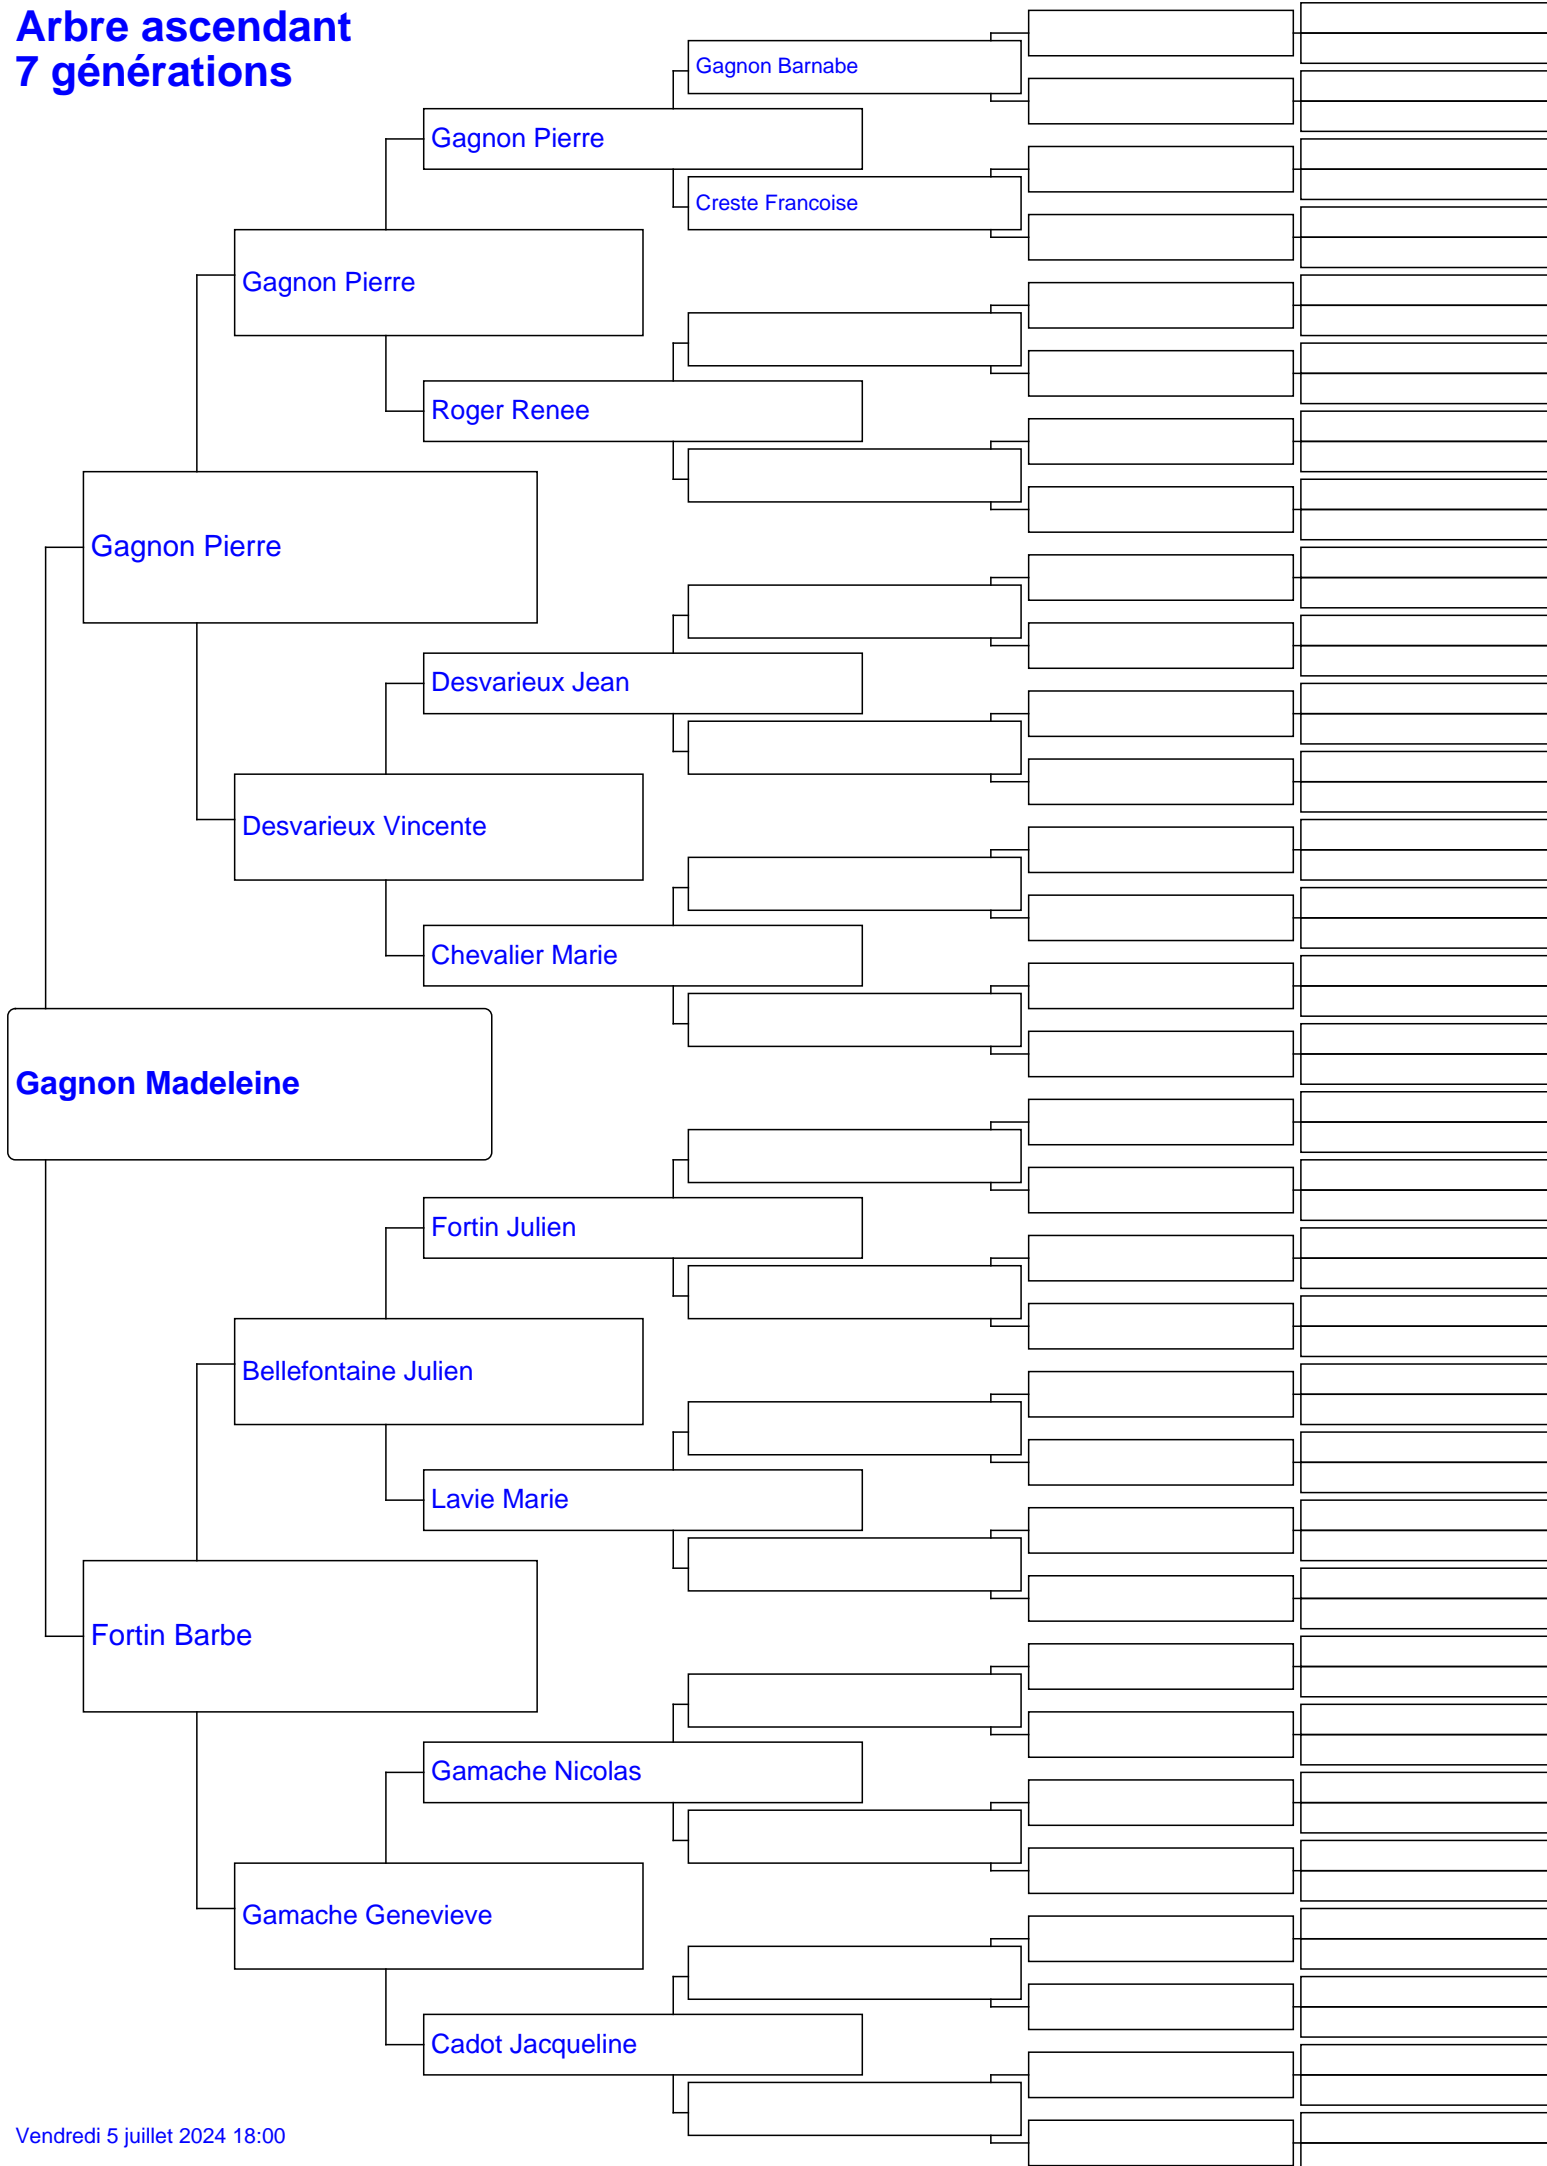 Arbre ascendant
7 générations
Gagnon Barnabe
Gagnon Pierre
Creste Francoise
Gagnon Pierre
Roger Renee
Gagnon Pierre
Desvarieux Jean
Desvarieux Vincente
Chevalier Marie
Gagnon Madeleine
Fortin Julien
Bellefontaine Julien
Lavie Marie
Fortin Barbe
Gamache Nicolas
Gamache Genevieve
Cadot Jacqueline
Vendredi 5 juillet 2024 18:00